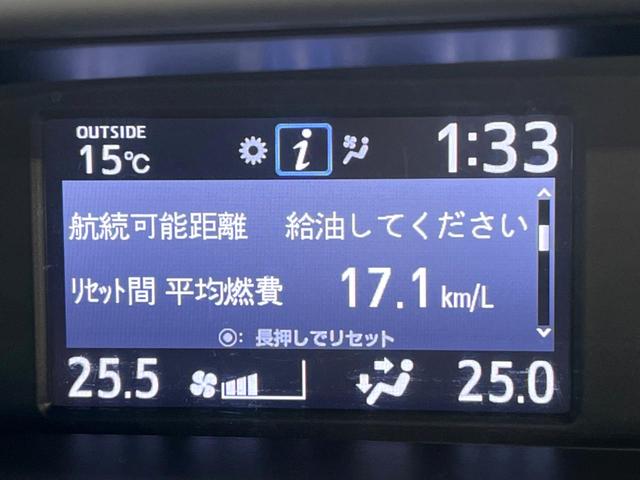 OUTSIDE
15℃
i
1:33
航続可能距離 給油してください
リセット間 平均燃費 17.1 km/L
◉: 長押しでリセット
25.5
25.0